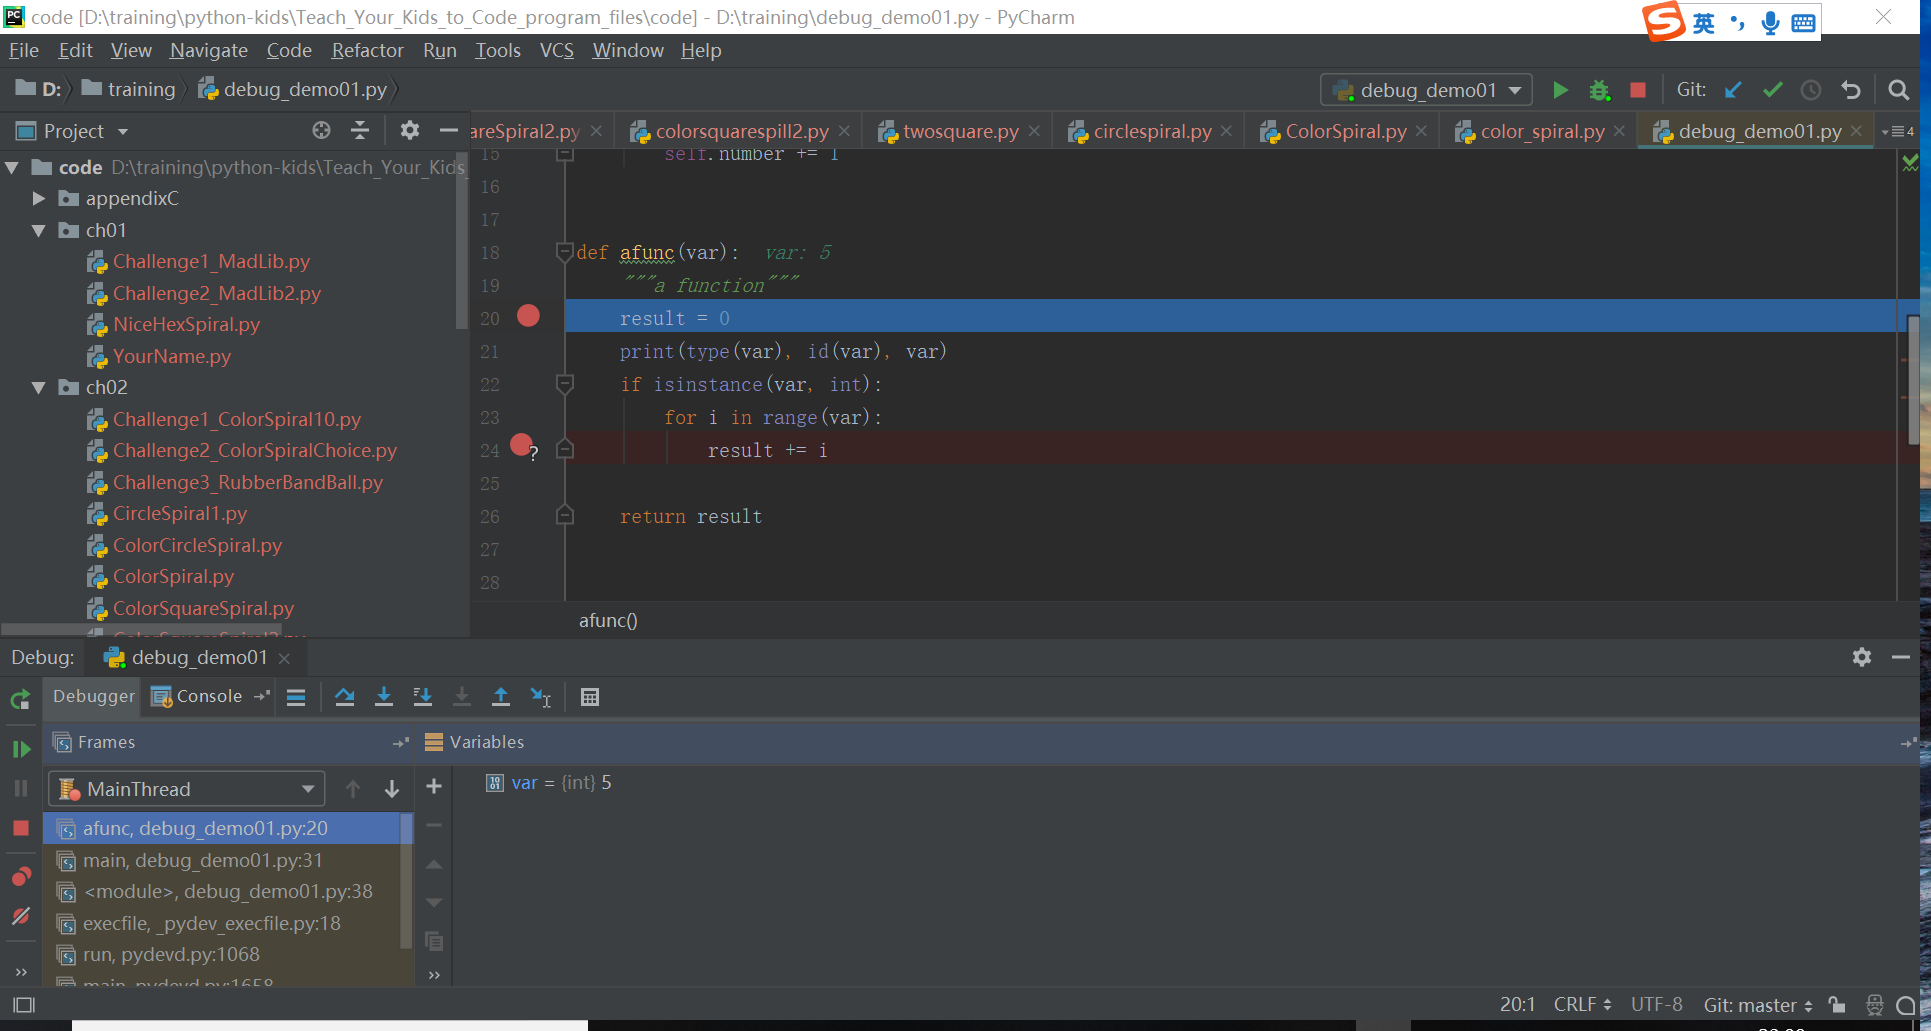 code [D:\training\python-kids\Teach_Your_Kids_to_Code_program_files\code] - D:\training\debug_demo01.py - PyCharm
英
File Edit View Navigate Code Refactor Run Tools VCS Window Help
D: training debug_demo01.py
debug_demo01 Git:
Project
areSpiral2.py colorsquarespill2.py twosquare.py circlespiral.py ColorSpiral.py color_spiral.py debug_demo01.py 4
code D:\training\python-kids\Teach_Your_Kids_
appendixC
ch01
Challenge1_MadLib.py
Challenge2_MadLib2.py
NiceHexSpiral.py
YourName.py
ch02
Challenge1_ColorSpiral10.py
Challenge2_ColorSpiralChoice.py
Challenge3_RubberBandBall.py
CircleSpiral1.py
ColorCircleSpiral.py
ColorSpiral.py
ColorSquareSpiral.py
ColorSquareSpiral2.py
15 self.number += 1
16
17
18 def afunc(var): var: 5
19 """a function"""
20 result = 0
21 print(type(var), id(var), var)
22 if isinstance(var, int):
23 for i in range(var):
24 ? result += i
25
26 return result
27
28
afunc()
Debug: debug_demo01
Debugger Console
Frames Variables
MainThread
var = {int} 5
afunc, debug_demo01.py:20
main, debug_demo01.py:31
<module>, debug_demo01.py:38
execfile, _pydev_execfile.py:18
run, pydevd.py:1068
main, pydevd.py:1658
20:1 CRLF UTF-8 Git: master